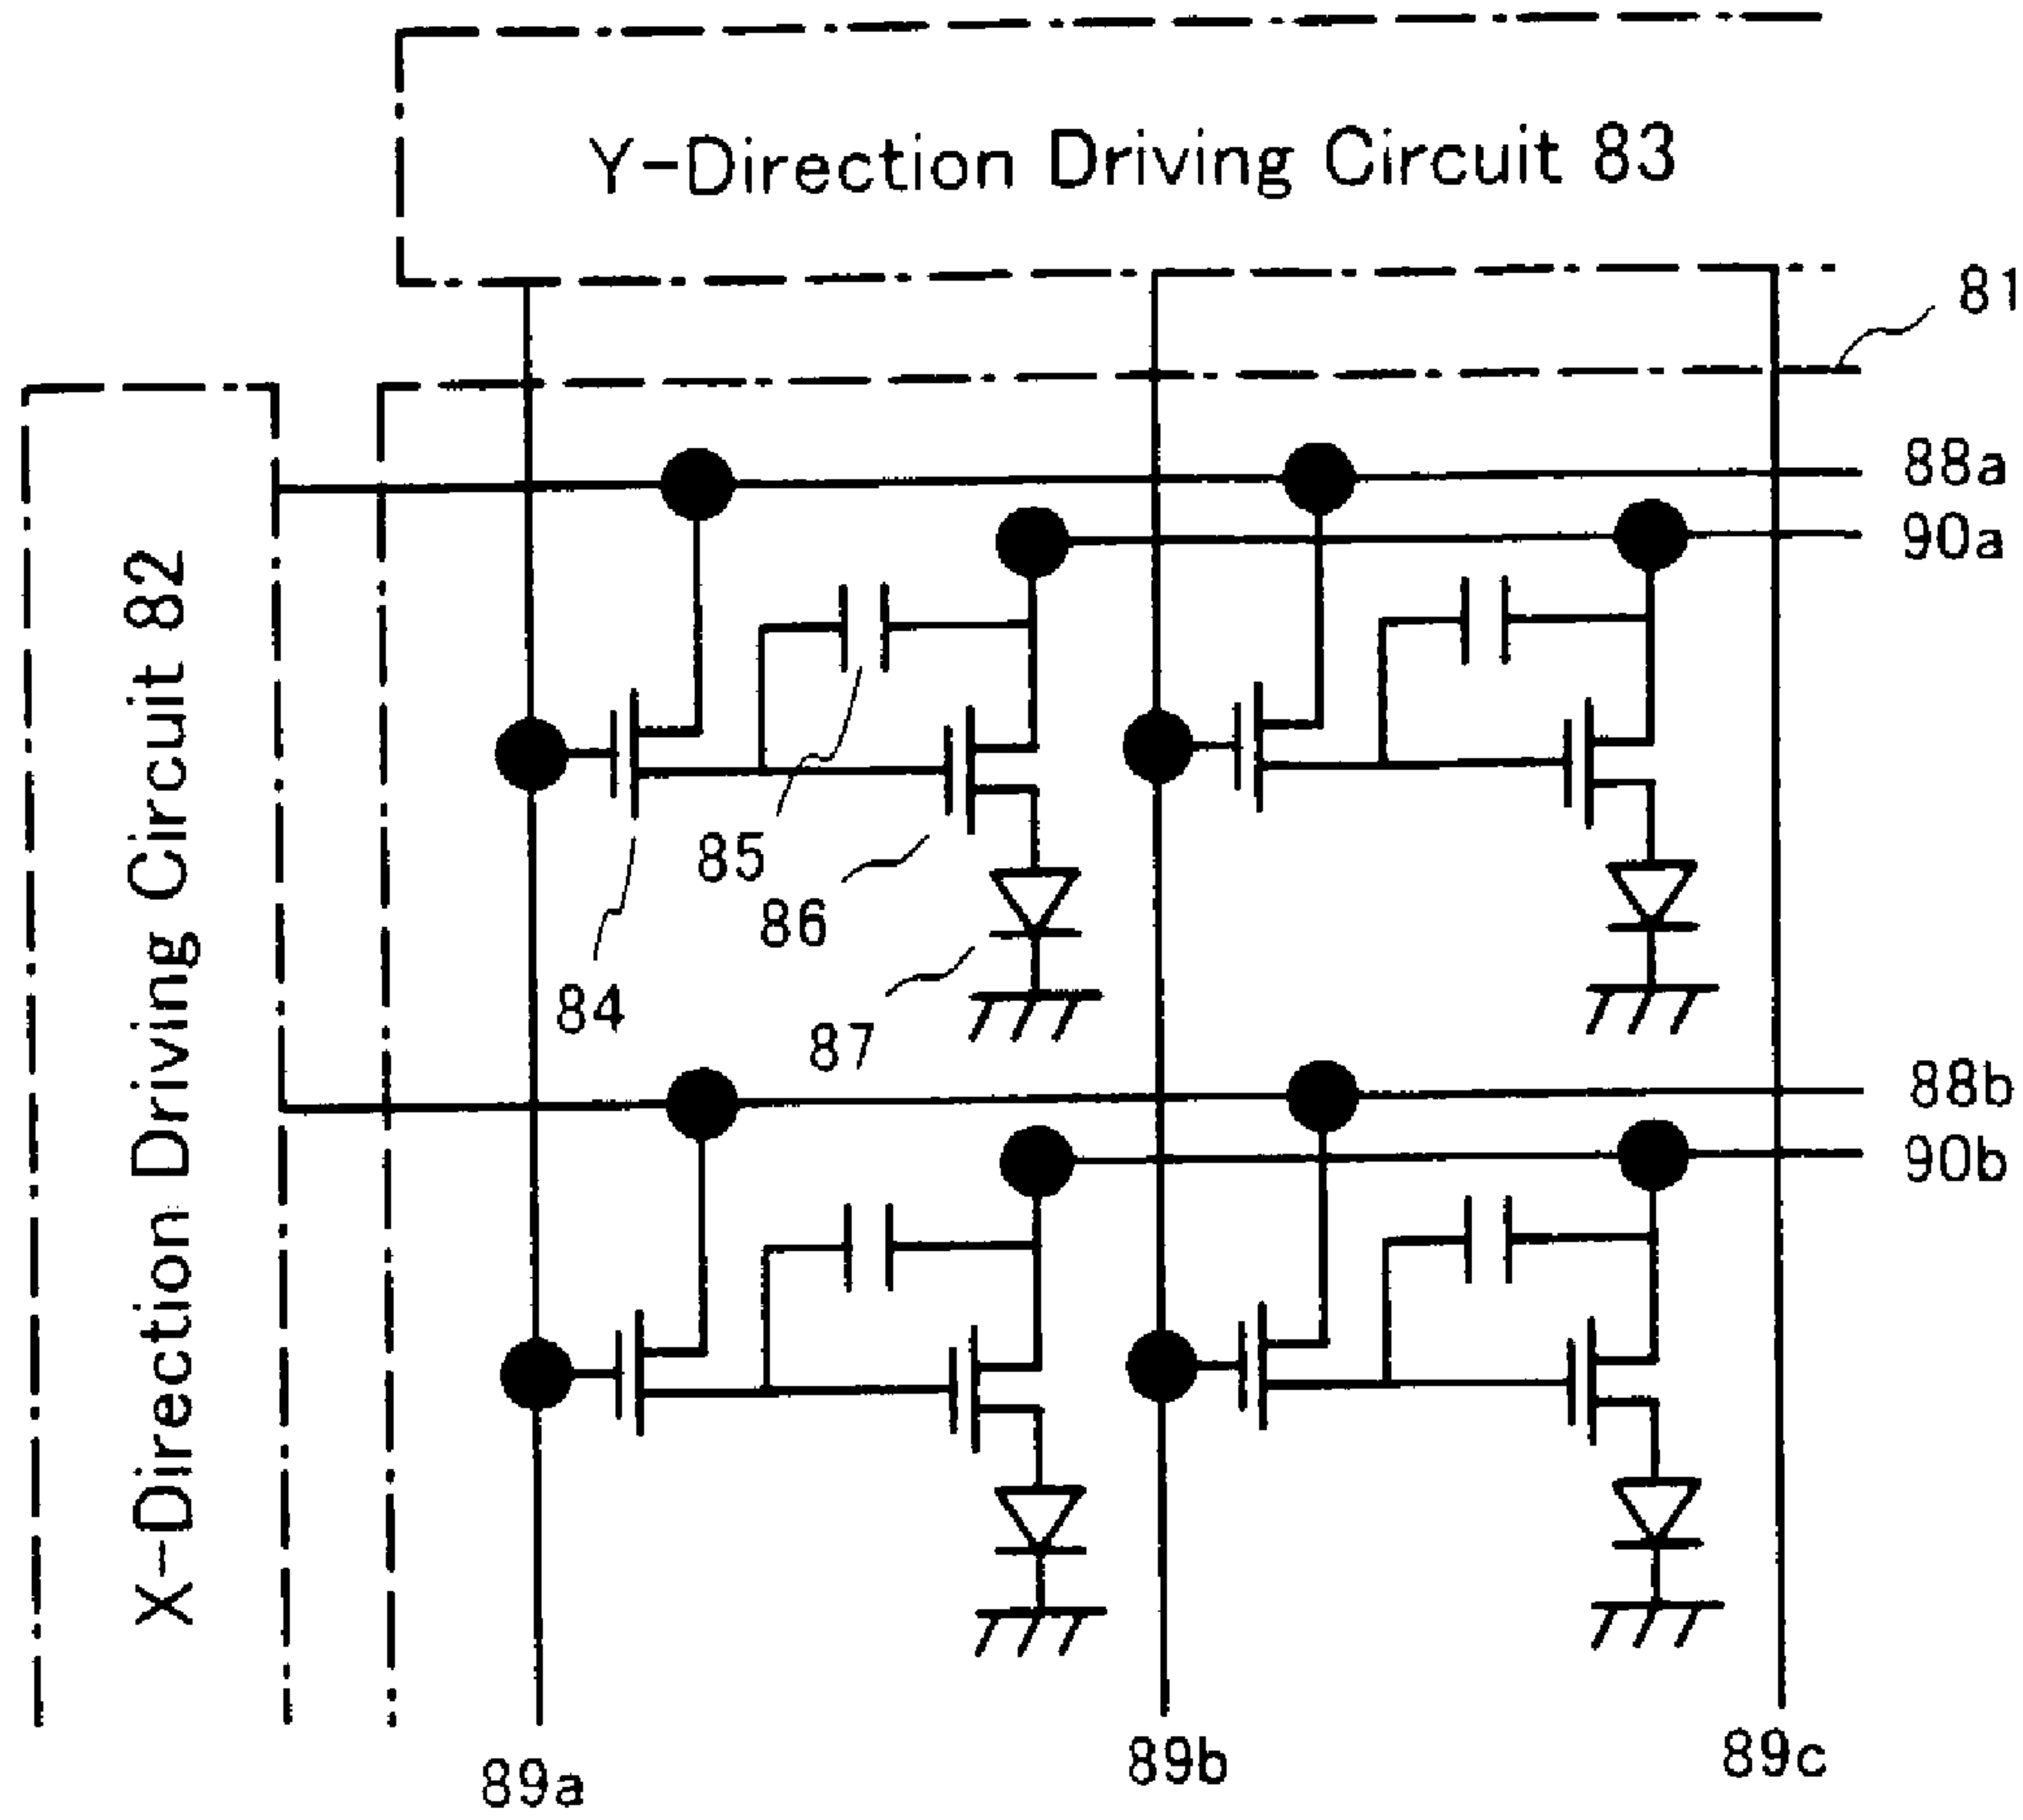 Y-Direction Driving Circuit 83
81
X-Direction Driving Circuit 82
88a
90a
85
86
84
87
88b
90b
89a
89b
89c